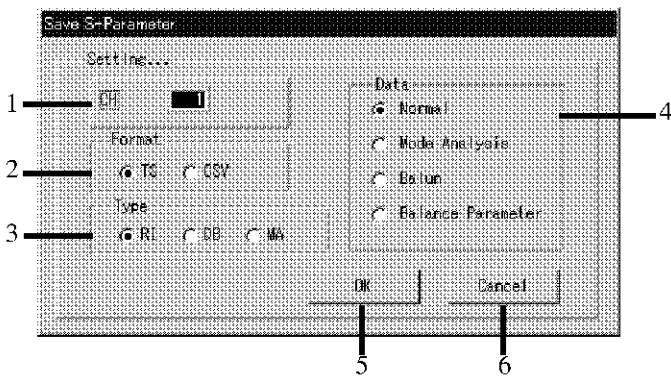 Save S-Parameter
Setting...
1 CH 1
Format
2 TS CSV
Type
3 RI DB MA
Data
Normal 4
Mode Analysis
Balun
Balance Parameter
OK Cancel
5 6